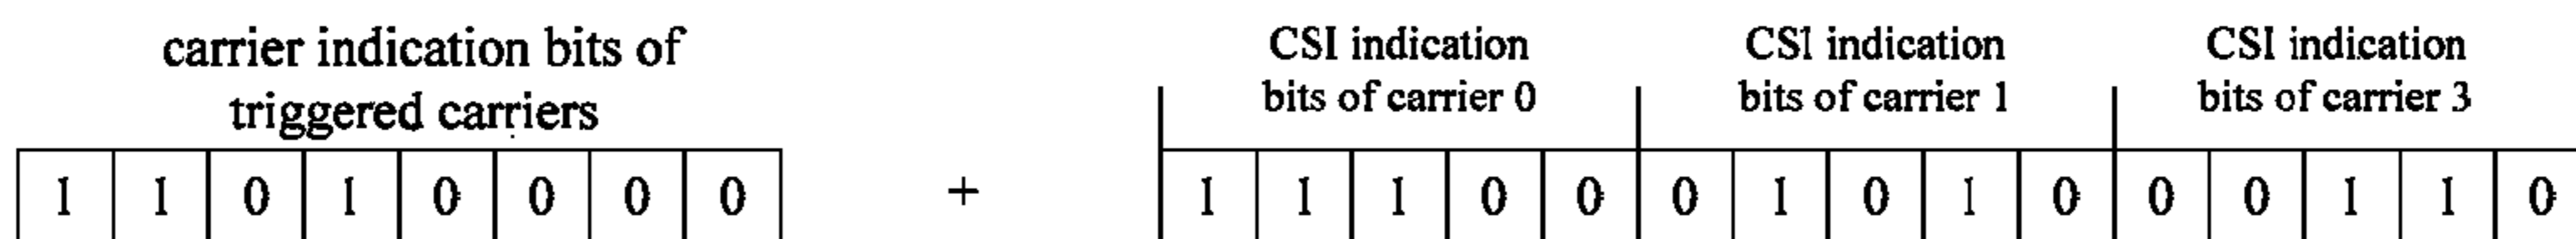 carrier indication bits of
triggered carriers
CSI indication
bits of carrier 0
CSI indication
bits of carrier 1
CSI indication
bits of carrier 3
1 1 0 1 0 0 0 0 + 1 1 1 0 0 0 1 0 1 0 0 0 1 1 0